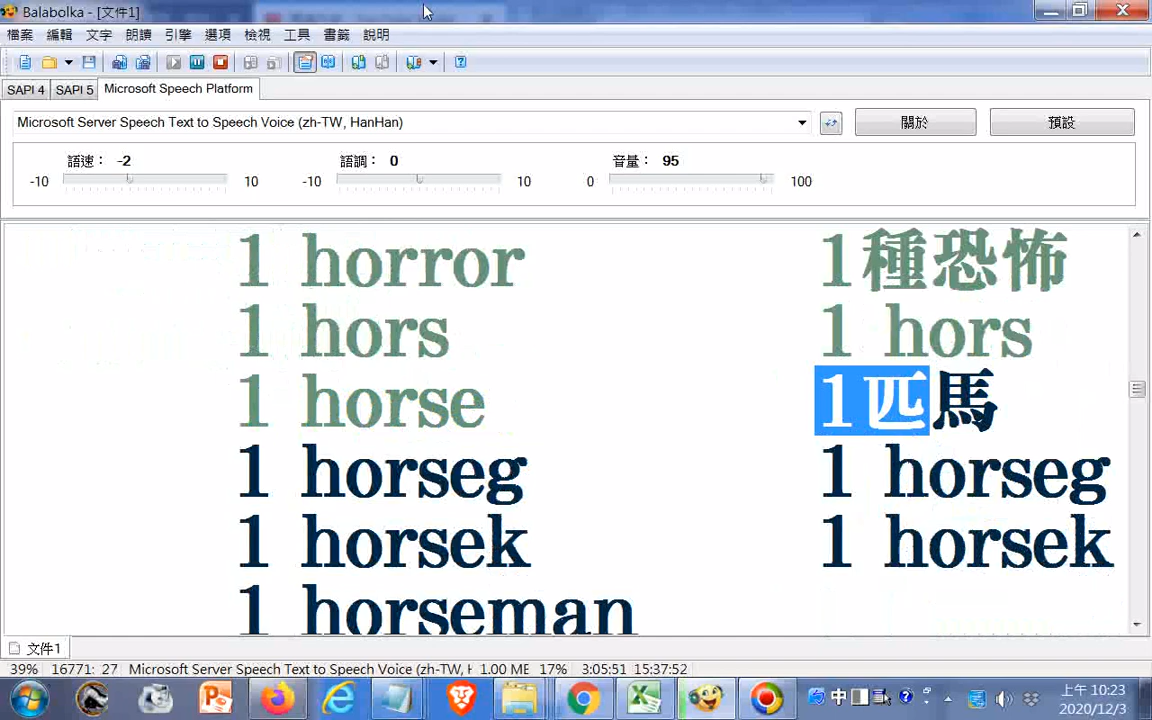 Balabolka - [文件1]
檔案 編輯 文字 朗讀 引擎 選項 檢視 工具 書籤 說明
SAPI 4 SAPI 5 Microsoft Speech Platform
Microsoft Server Speech Text to Speech Voice (zh-TW, HanHan) 關於 預設
語速： -2 語調： 0 音量： 95
-10 10 -10 10 0 100
1 horror 1種恐怖
1 hors 1 hors
1 horse 1匹馬
1 horseg 1 horseg
1 horsek 1 horsek
1 horseman
文件1
39% 16771: 27 Microsoft Server Speech Text to Speech Voice (zh-TW, H 1.00 ME 17% 3:05:51 15:37:52
中 上午 10:23
2020/12/3